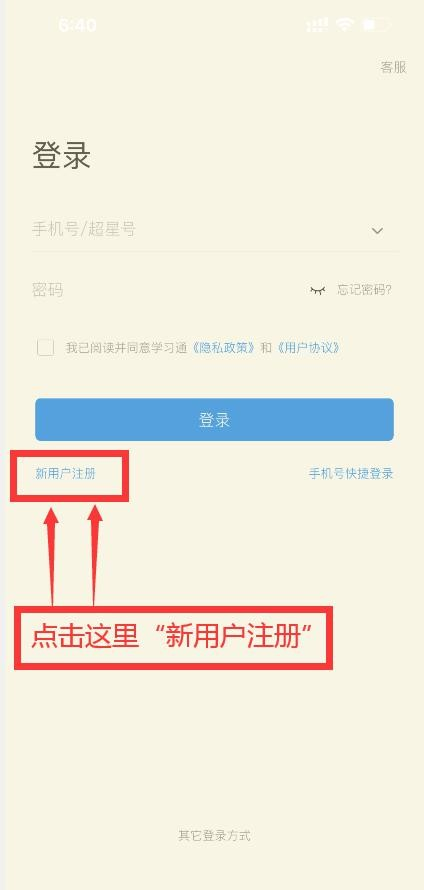 6:40
客服
登录
手机号/超星号
密码
忘记密码?
我已阅读并同意学习通《隐私政策》和《用户协议》
登录
新用户注册
手机号快捷登录
点击这里“新用户注册”
其它登录方式